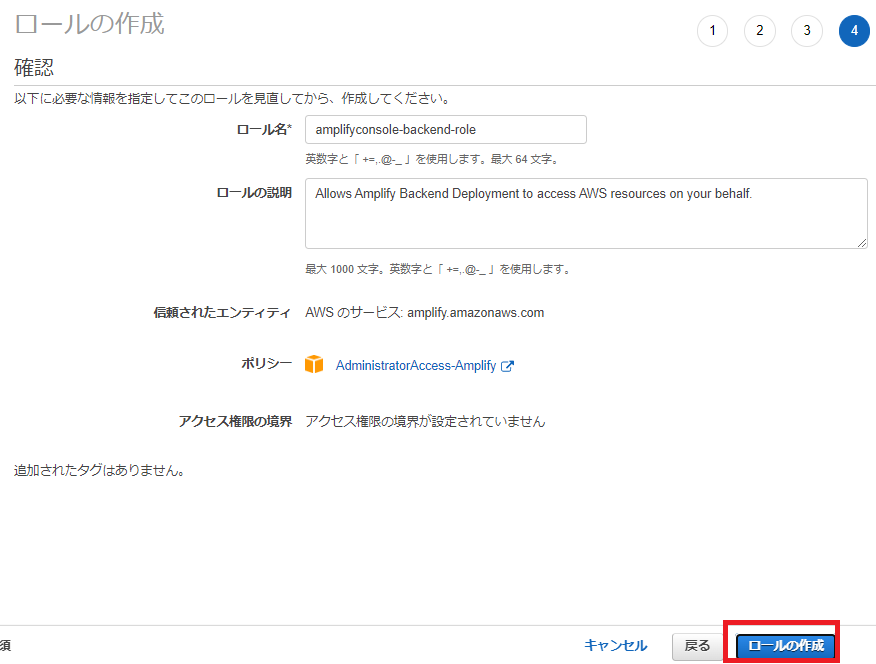 ロールの作成
1 2 3 4
確認
以下に必要な情報を指定してこのロールを見直してから、作成してください。
ロール名* amplifyconsole-backend-role
英数字と「 +=,.@-_ 」を使用します。最大 64 文字。
ロールの説明 Allows Amplify Backend Deployment to access AWS resources on your behalf.
最大 1000 文字。英数字と「 +=,.@-_ 」を使用します。
信頼されたエンティティ AWS のサービス: amplify.amazonaws.com
ポリシー AdministratorAccess-Amplify
アクセス権限の境界 アクセス権限の境界が設定されていません
追加されたタグはありません。
須 キャンセル 戻る ロールの作成